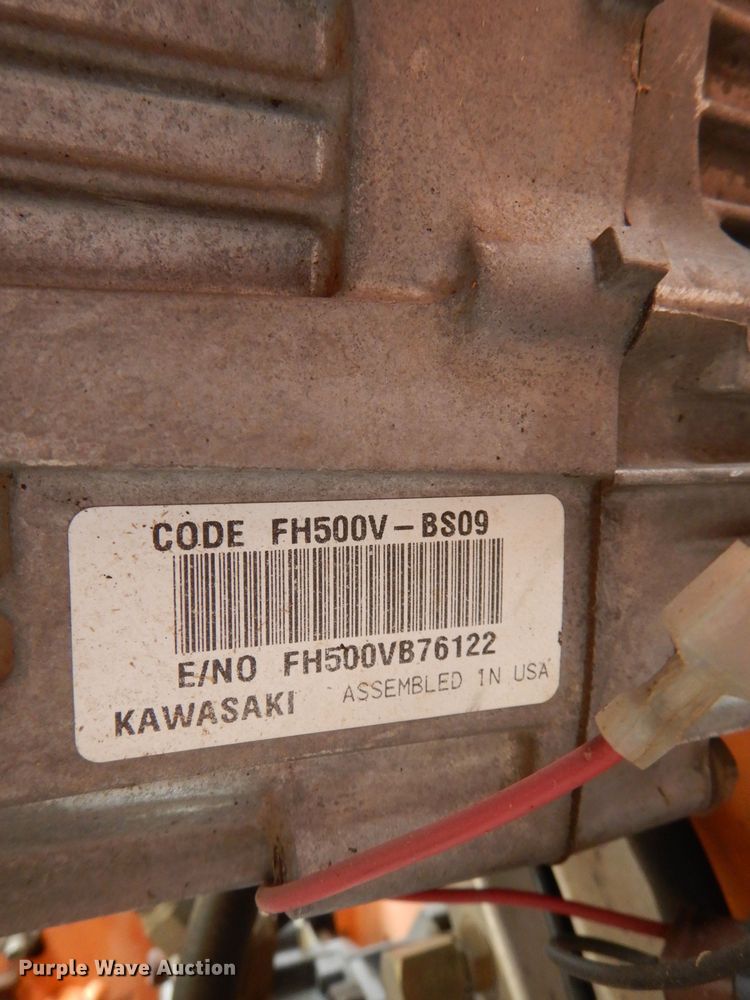 CODE FH500V-BS09
E/NO FH500VB76122
KAWASAKI ASSEMBLED IN USA
Purple Wave Auction